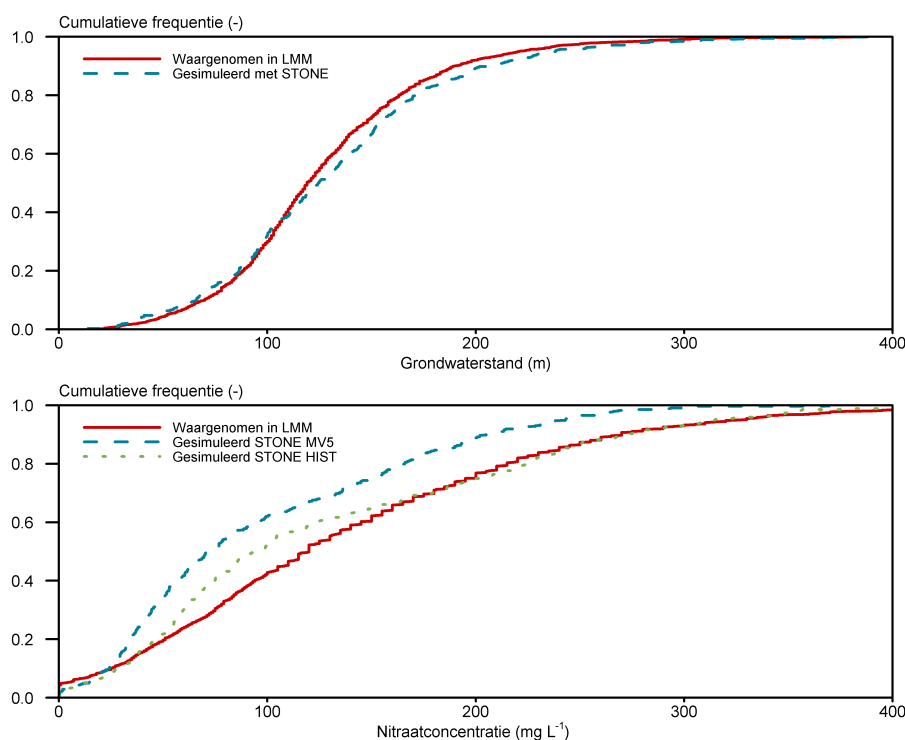 Cumulatieve frequentie (-)
1.0
Waargenomen in LMM
Gesimuleerd met STONE
0.8
0.6
0.4
0.2
0.0
0
100
200
300
400
Grondwaterstand (m)
Cumulatieve frequentie (-)
1.0
Waargenomen in LMM
Gesimuleerd STONE MV5
Gesimuleerd STONE HIST
0.8
0.6
0.4
0.2
0.0
0
100
200
300
400
Nitraatconcentratie (mg L⁻¹)